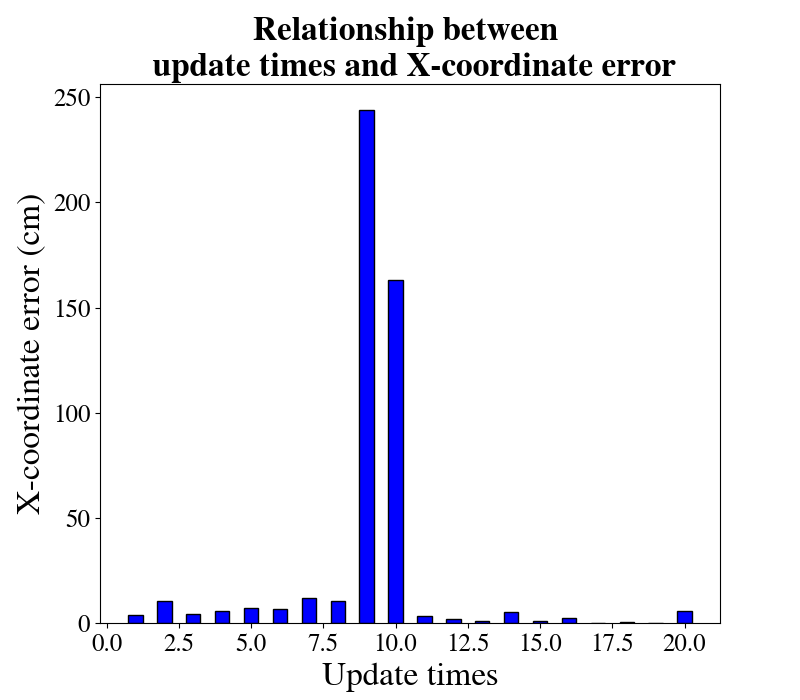 Relationship between
update times and X-coordinate error
X-coordinate error (cm)
250
200
150
100
50
0
0.0 2.5 5.0 7.5 10.0 12.5 15.0 17.5 20.0
Update times